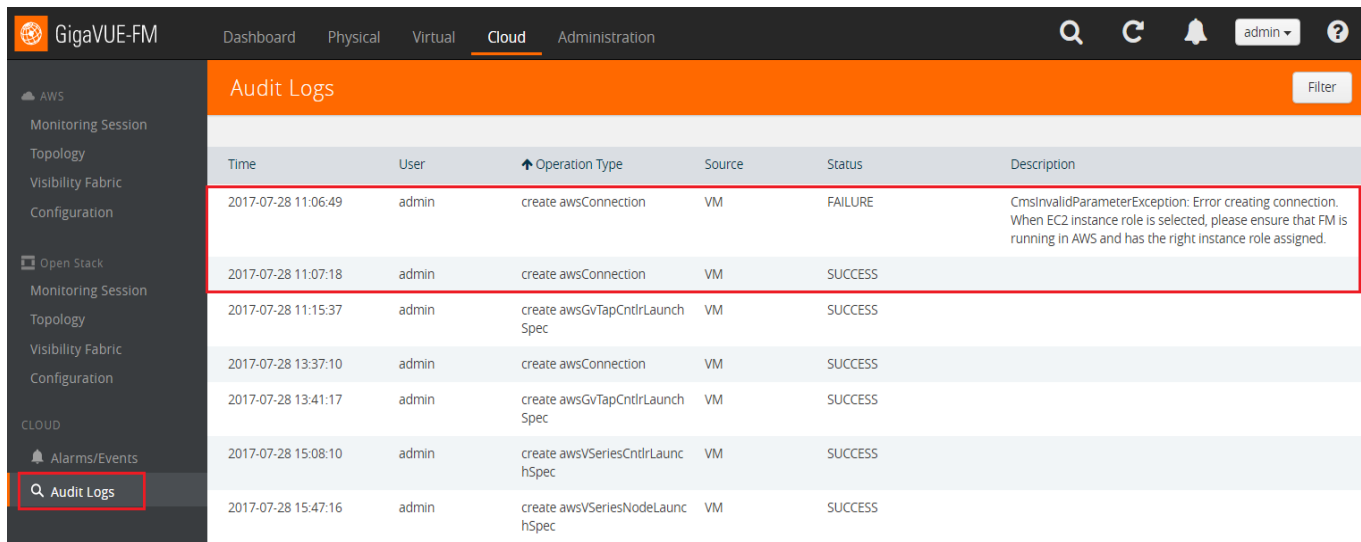 GigaVUE-FM
Dashboard Physical Virtual Cloud Administration
admin
?
AWS
Monitoring Session
Topology
Visibility Fabric
Configuration
Open Stack
Monitoring Session
Topology
Visibility Fabric
Configuration
CLOUD
Alarms/Events
Audit Logs
Audit Logs
Filter
Time User Operation Type Source Status Description
2017-07-28 11:06:49 admin create awsConnection VM FAILURE CmsInvalidParameterException: Error creating connection.
When EC2 instance role is selected, please ensure that FM is
running in AWS and has the right instance role assigned.
2017-07-28 11:07:18 admin create awsConnection VM SUCCESS
2017-07-28 11:15:37 admin create awsGvTapCntlrLaunch VM SUCCESS
Spec
2017-07-28 13:37:10 admin create awsConnection VM SUCCESS
2017-07-28 13:41:17 admin create awsGvTapCntlrLaunch VM SUCCESS
Spec
2017-07-28 15:08:10 admin create awsVSeriesCntlrLaunc VM SUCCESS
hSpec
2017-07-28 15:47:16 admin create awsVSeriesNodeLaunc VM SUCCESS
hSpec